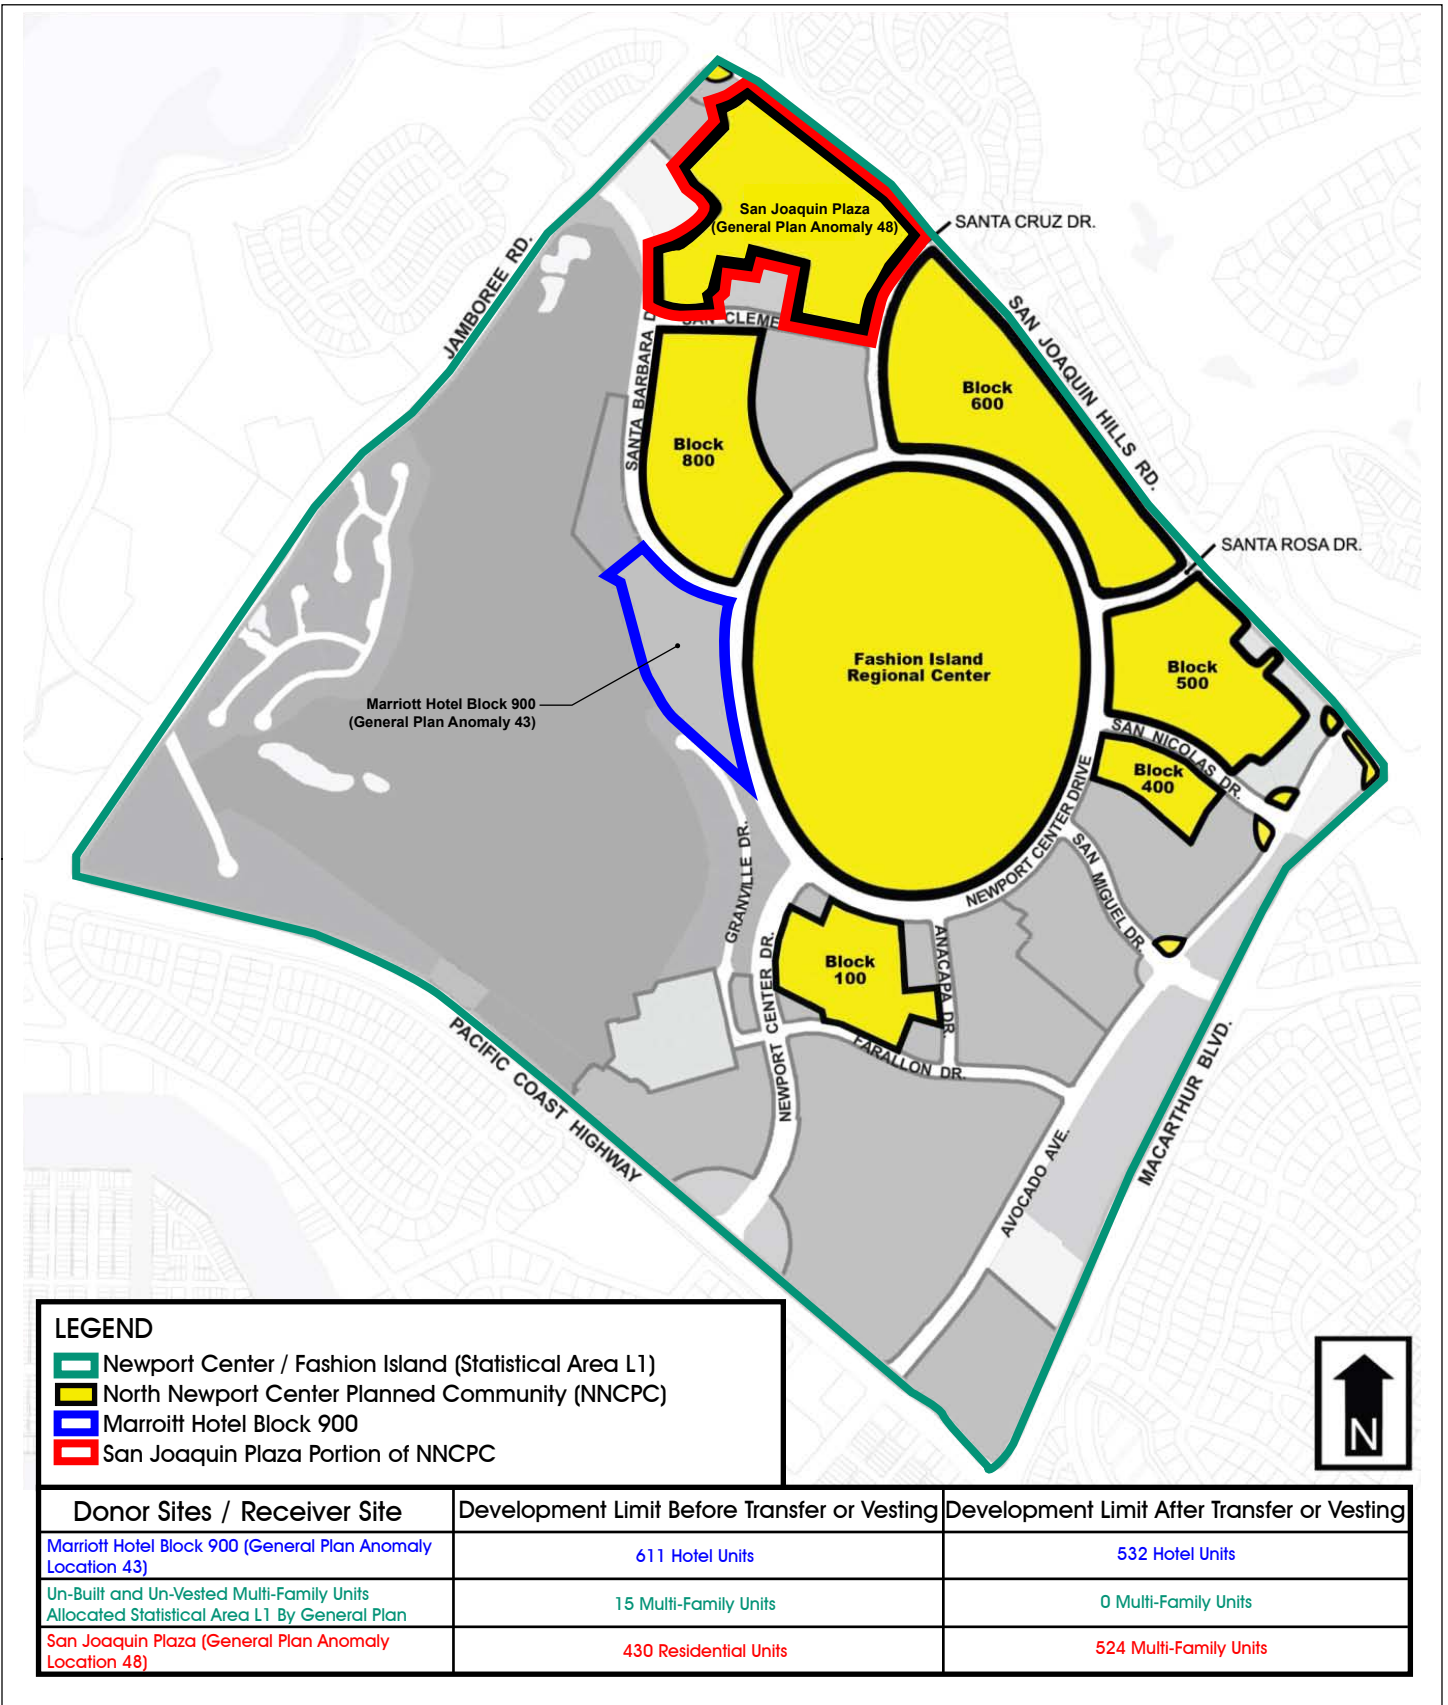 San Joaquin Plaza
(General Plan Anomaly 48)
SANTA CRUZ DR.
JAMBOREE RD.
SAN CLEME
SANTA BARBARA D
SAN JOAQUIN HILLS RD.
Block
600
Block
800
SANTA ROSA DR.
Fashion Island
Regional Center
Block
500
Marriott Hotel Block 900
(General Plan Anomaly 43)
SAN NICOLAS DR.
Block
400
NEWPORT CENTER DRIVE
SAN MIGUEL DR.
GRANVILLE DR.
NEWPORT CENTER DR.
Block
100
ANACAPA DR.
FARALLON DR.
PACIFIC COAST HIGHWAY
AVOCADO AVE.
MACARTHUR BLVD.
LEGEND
Newport Center / Fashion Island (Statistical Area L1)
North Newport Center Planned Community (NNCPC)
Marroitt Hotel Block 900
San Joaquin Plaza Portion of NNCPC
N
Donor Sites / Receiver Site
Development Limit Before Transfer or Vesting
Development Limit After Transfer or Vesting
Marriott Hotel Block 900 (General Plan Anomaly
Location 43)
611 Hotel Units
532 Hotel Units
Un-Built and Un-Vested Multi-Family Units
Allocated Statistical Area L1 By General Plan
15 Multi-Family Units
0 Multi-Family Units
San Joaquin Plaza (General Plan Anomaly
Location 48)
430 Residential Units
524 Multi-Family Units